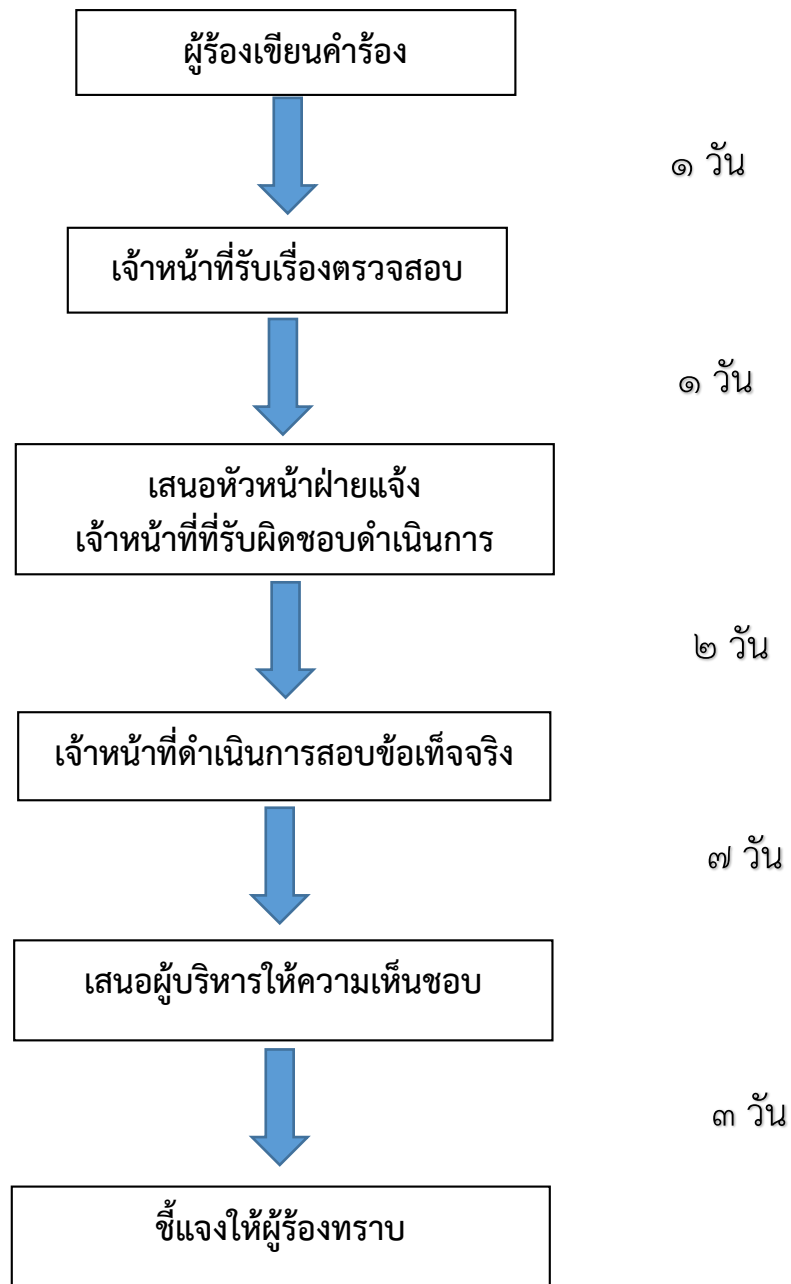 ผู้ร้องเขียนคำร้อง
๑ วัน
เจ้าหน้าที่รับเรื่องตรวจสอบ
๑ วัน
เสนอหัวหน้าฝ่ายแจ้ง
เจ้าหน้าที่ที่รับผิดชอบดำเนินการ
๒ วัน
เจ้าหน้าที่ดำเนินการสอบข้อเท็จจริง
๗ วัน
เสนอผู้บริหารให้ความเห็นชอบ
๓ วัน
ชี้แจงให้ผู้ร้องทราบ